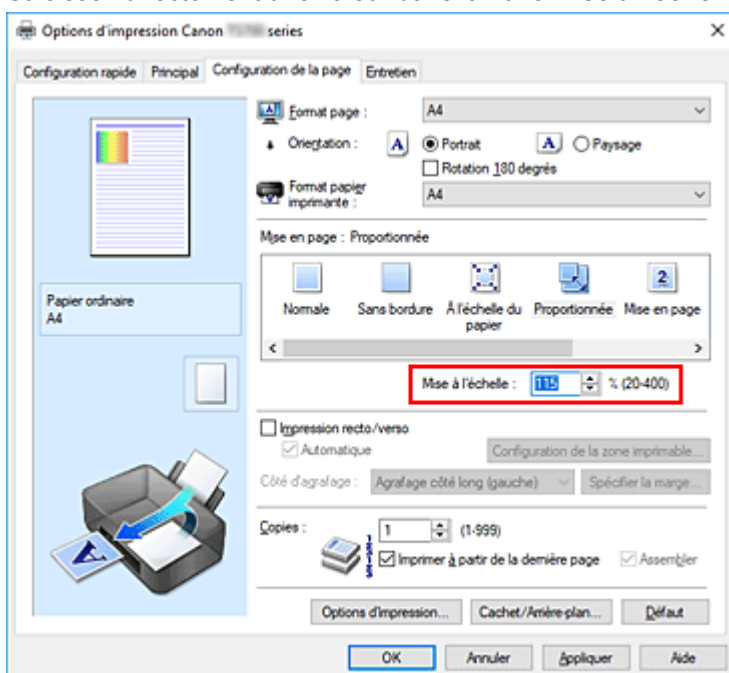 Options d'impression Canon series
Configuration rapide Principal Configuration de la page Entretien
Format page : A4
Orientation : A Portrait A Paysage
Rotation 180 degrés
Format papier imprimante : A4
Mise en page : Proportionnée
Normale Sans bordure À l'échelle du papier Proportionnée Mise en page
2
Papier ordinaire
A4
Mise à l'échelle : 115 % (20-400)
Impression recto/verso
Automatique Configuration de la zone imprimable...
Côté d'agrafage : Agrafage côté long (gauche) Spécifier la marge...
Copies : 1 (1-999)
Imprimer à partir de la dernière page Assembler
Options d'impression... Cachet/Arrière-plan... Défaut
OK Annuler Appliquer Aide